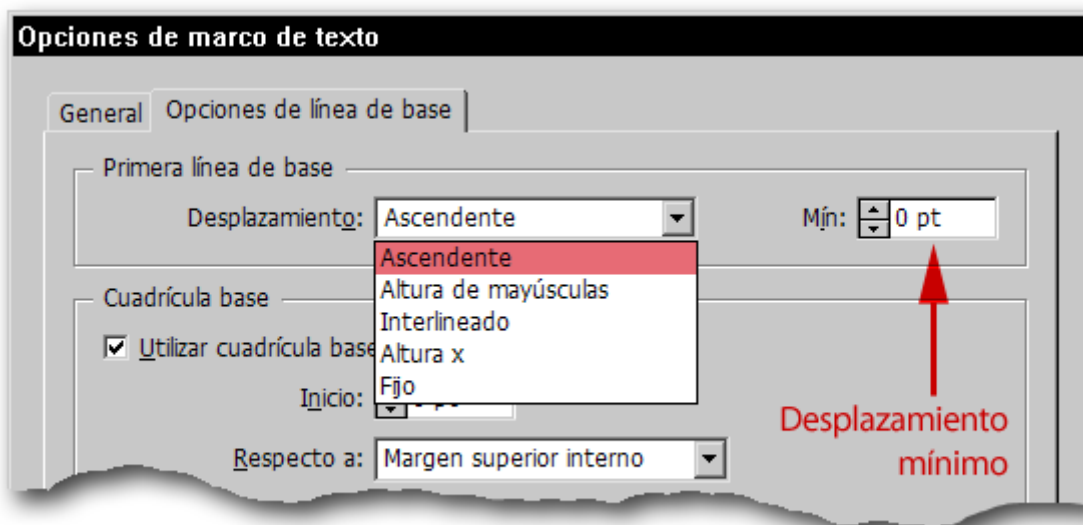 Opciones de marco de texto
General Opciones de línea de base
Primera línea de base
Desplazamiento: Ascendente Mín: 0 pt
Ascendente
Altura de mayúsculas
Interlineado
Altura x
Fijo
Cuadrícula base
Utilizar cuadrícula base
Inicio:
Respecto a: Margen superior interno
Desplazamiento
mínimo